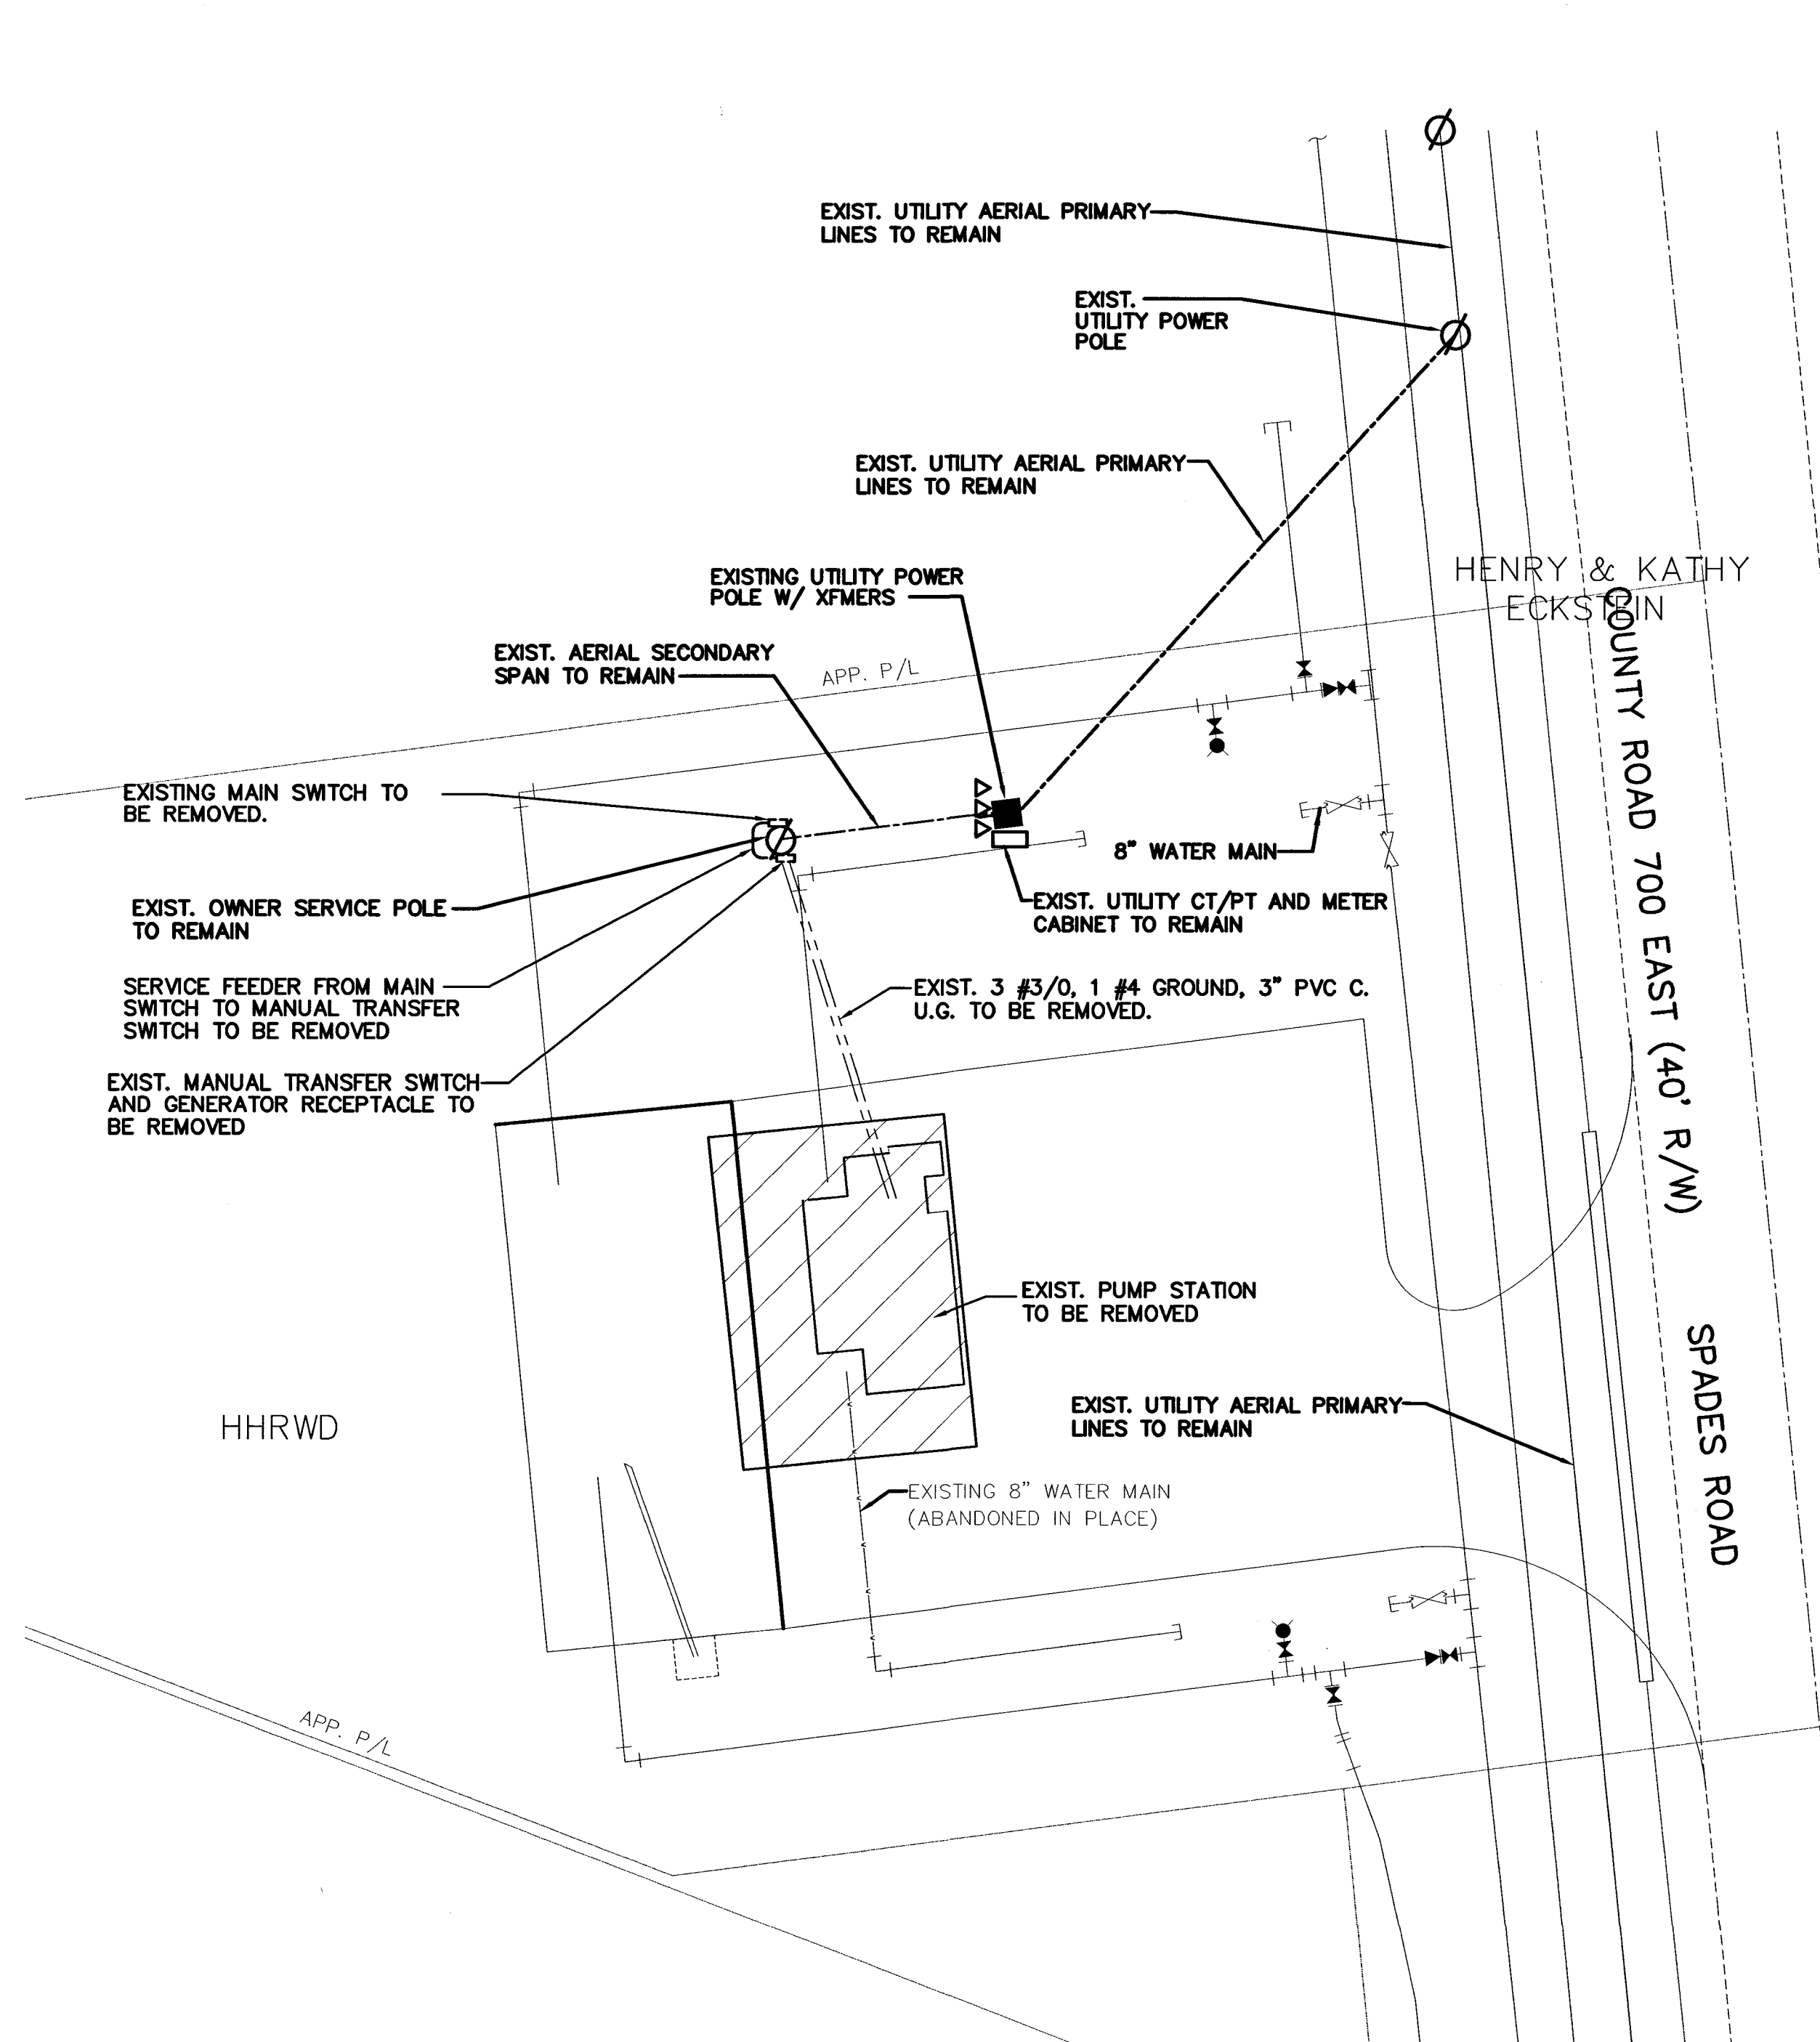 EXIST. UTILITY AERIAL PRIMARY
LINES TO REMAIN
EXIST.
UTILITY POWER
POLE
EXIST. UTILITY AERIAL PRIMARY
LINES TO REMAIN
HENRY & KATHY
ECKSTEIN
EXISTING UTILITY POWER
POLE W/ XFMERS
EXIST. AERIAL SECONDARY
SPAN TO REMAIN
APP. P/L
COUNTY ROAD 700 EAST (40' R/W)
SPADES ROAD
EXISTING MAIN SWITCH TO
BE REMOVED.
8" WATER MAIN
EXIST. OWNER SERVICE POLE
TO REMAIN
EXIST. UTILITY CT/PT AND METER
CABINET TO REMAIN
SERVICE FEEDER FROM MAIN
SWITCH TO MANUAL TRANSFER
SWITCH TO BE REMOVED
EXIST. 3 #3/0, 1 #4 GROUND, 3" PVC C.
U.G. TO BE REMOVED.
EXIST. MANUAL TRANSFER SWITCH
AND GENERATOR RECEPTACLE TO
BE REMOVED
EXIST. PUMP STATION
TO BE REMOVED
EXIST. UTILITY AERIAL PRIMARY
LINES TO REMAIN
HHRWD
EXISTING 8" WATER MAIN
(ABANDONED IN PLACE)
APP. P/L